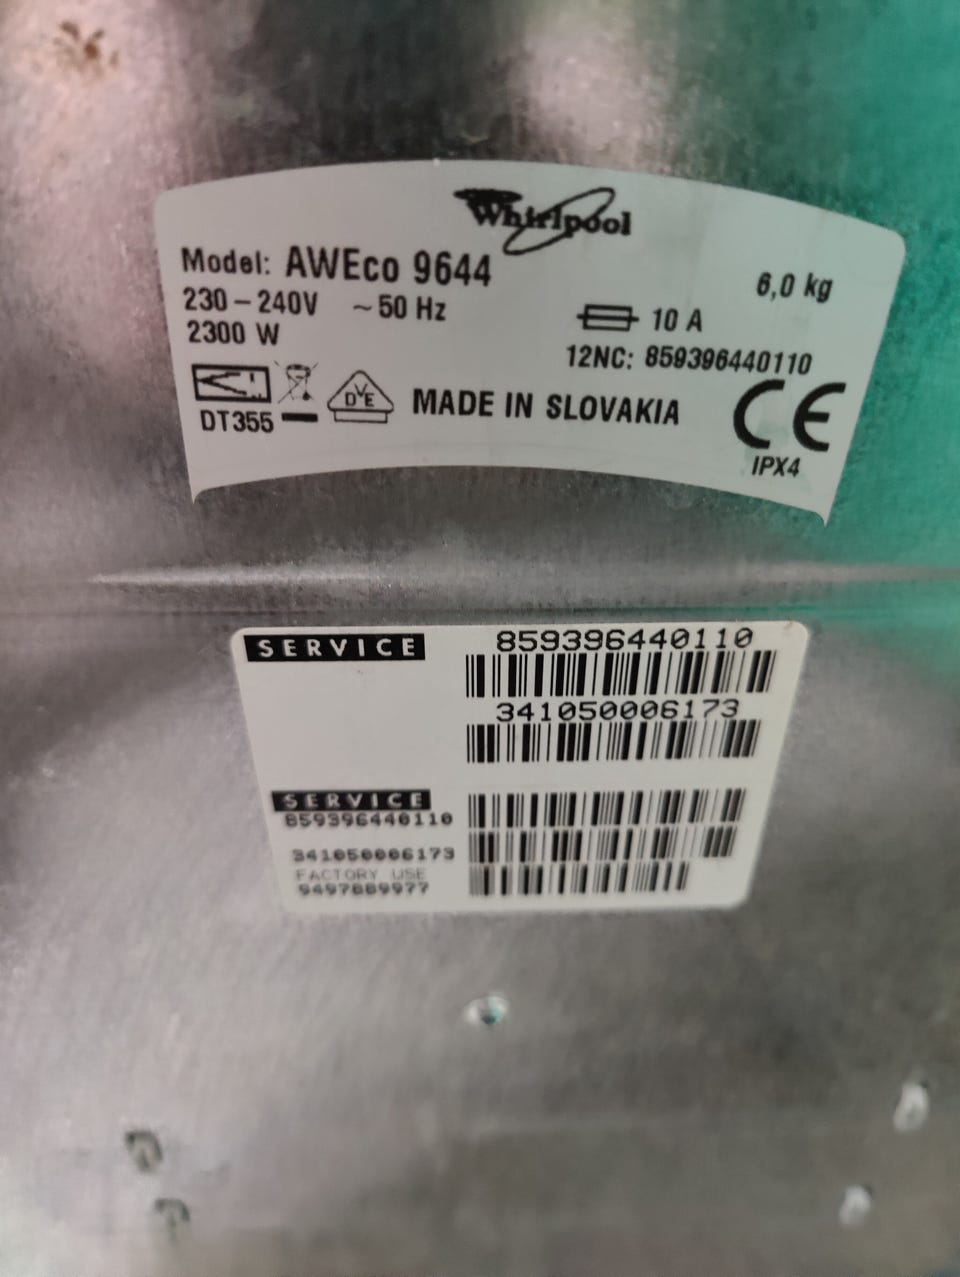 Whirlpool
Model: AWEco 9644
6,0 kg
230 – 240V ~ 50 Hz
10 A
2300 W
12NC: 859396440110
DVE
DT355
MADE IN SLOVAKIA
CE
IPX4
SERVICE
859396440110
341050006173
SERVICE
859396440110
341050006173
FACTORY USE
9497889977